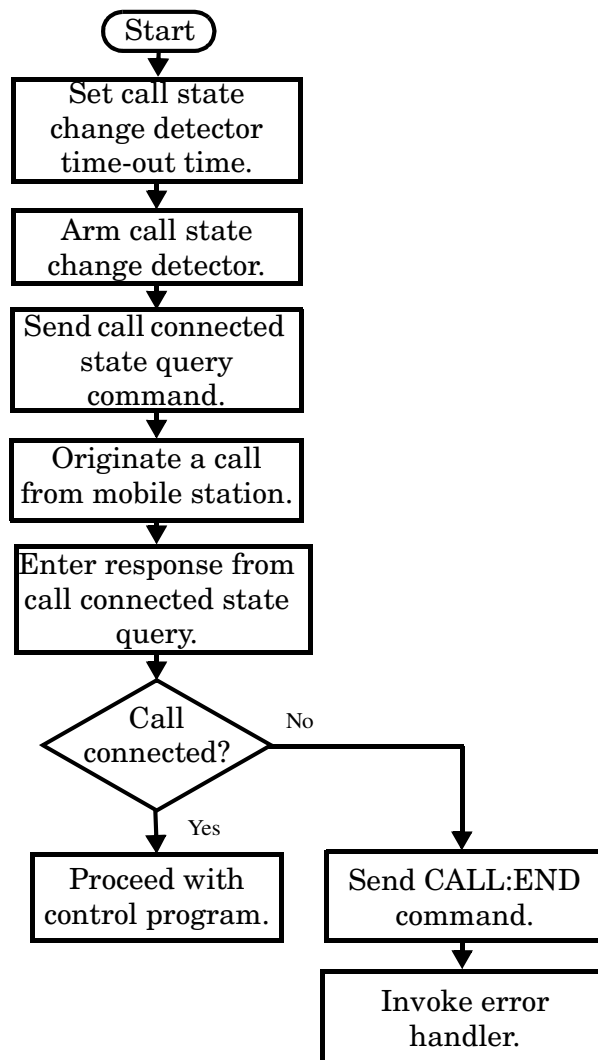 Start
Set call state
change detector
time-out time.
Arm call state
change detector.
Send call connected
state query
command.
Originate a call
from mobile station.
Enter response from
call connected state
query.
Call
connected?
No
Yes
Proceed with
control program.
Send CALL:END
command.
Invoke error
handler.